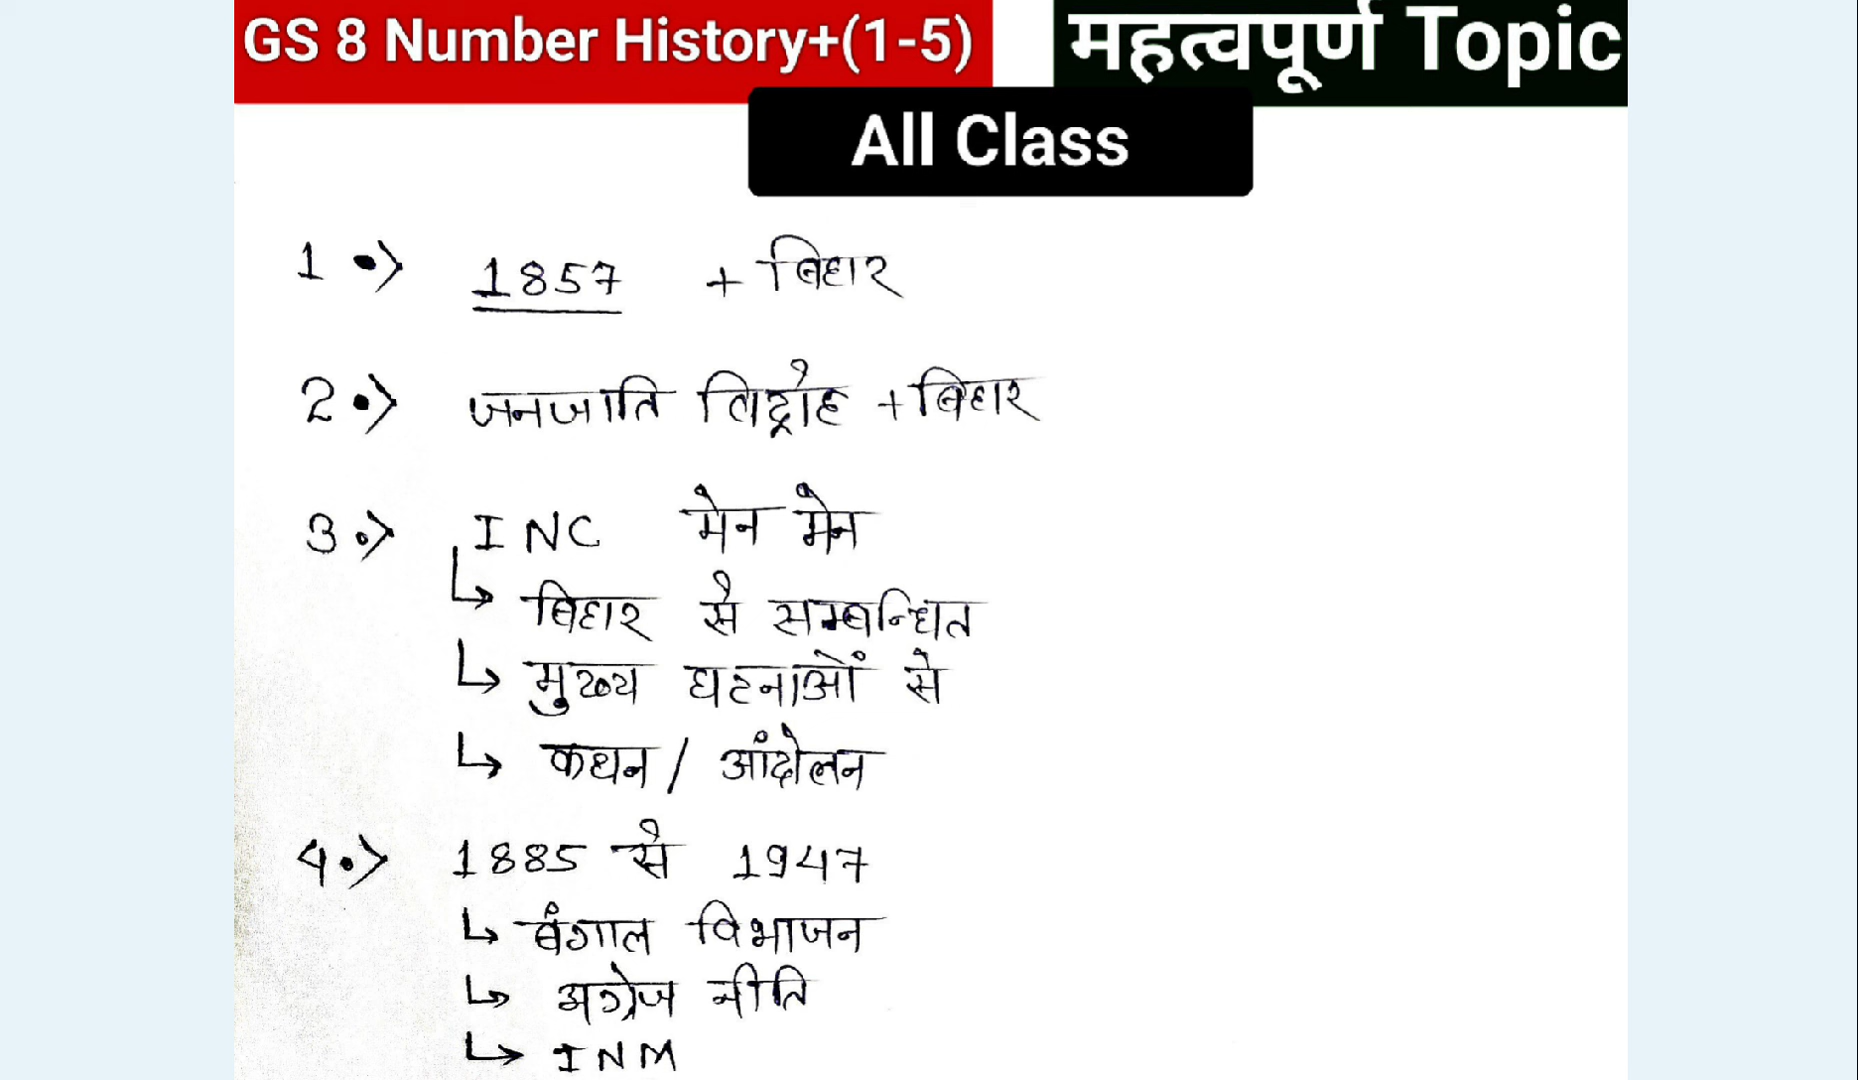 GS 8 Number History+(1-5) महत्वपूर्ण Topic
All Class
1 •> 1857 + बिहार
2 •> जनजाति विद्रोह + बिहार
3 •> INC मेन मेन
↳ बिहार से सम्बन्धित
↳ मुख्य घटनाओं से
↳ कथन / आंदोलन
4 •> 1885 से 1947
↳ बंगाल विभाजन
↳ अग्रेज नीति
↳ INM